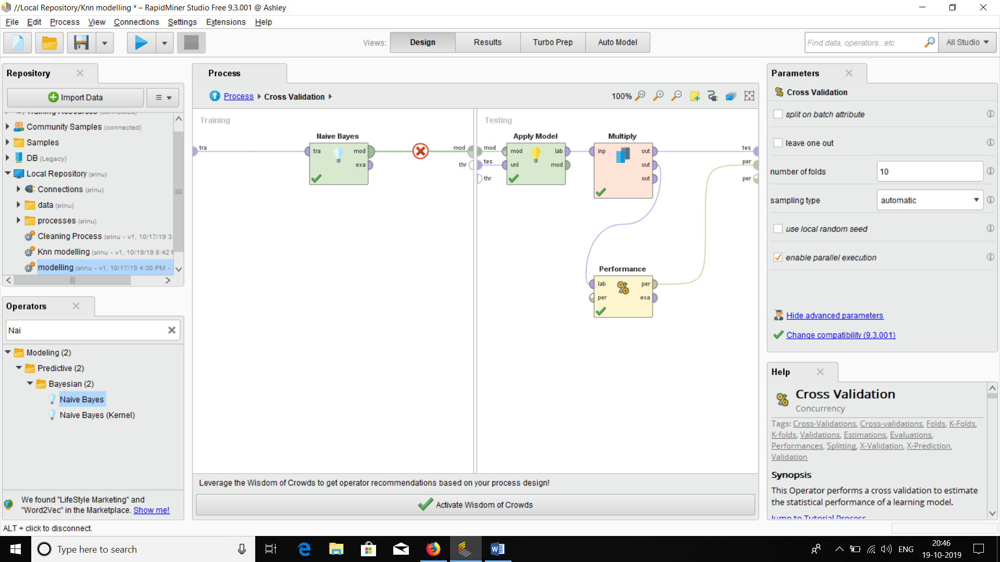 //Local Repository/Knn modelling * – RapidMiner Studio Free 9.3.001 @ Ashley
File Edit Process View Connections Settings Extensions Help
Views: Design Results Turbo Prep Auto Model
Find data, operators...etc
All Studio
Repository
Import Data
Training Resources (connected)
Community Samples (connected)
Samples
DB (Legacy)
Local Repository (srinu)
Connections (srinu)
data (srinu)
processes (srinu)
Cleaning Process (srinu - v1, 10/17/19 3:
Knn modelling (srinu - v1, 10/19/19 8:42
modelling (srinu - v1, 10/17/19 4:30 PM -
Operators
Nai
Modeling (2)
Predictive (2)
Bayesian (2)
Naive Bayes
Naive Bayes (Kernel)
We found "LifeStyle Marketing" and
"Word2Vec" in the Marketplace. Show me!
ALT + click to disconnect.
Process
Process Cross Validation
100%
Training
tra
Naive Bayes
tra mod
exa
mod
thr
Testing
mod
tes
thr
Apply Model
mod lab
unl mod
Multiply
inp out
out
out
tes
per
per
Performance
lab per
per exa
Leverage the Wisdom of Crowds to get operator recommendations based on your process design!
Activate Wisdom of Crowds
Parameters
Cross Validation
split on batch attribute
leave one out
number of folds 10
sampling type automatic
use local random seed
enable parallel execution
Hide advanced parameters
Change compatibility (9.3.001)
Help
Cross Validation
Concurrency
Tags: Cross-Validations, Cross-validations, Folds, K-Folds,
K-folds, Validations, Estimations, Evaluations,
Performances, Splitting, X-Validation, X-Prediction,
Validation
Synopsis
This Operator performs a cross validation to estimate
the statistical performance of a learning model.
Jump to Tutorial Process
Type here to search
ENG
20:46
19-10-2019